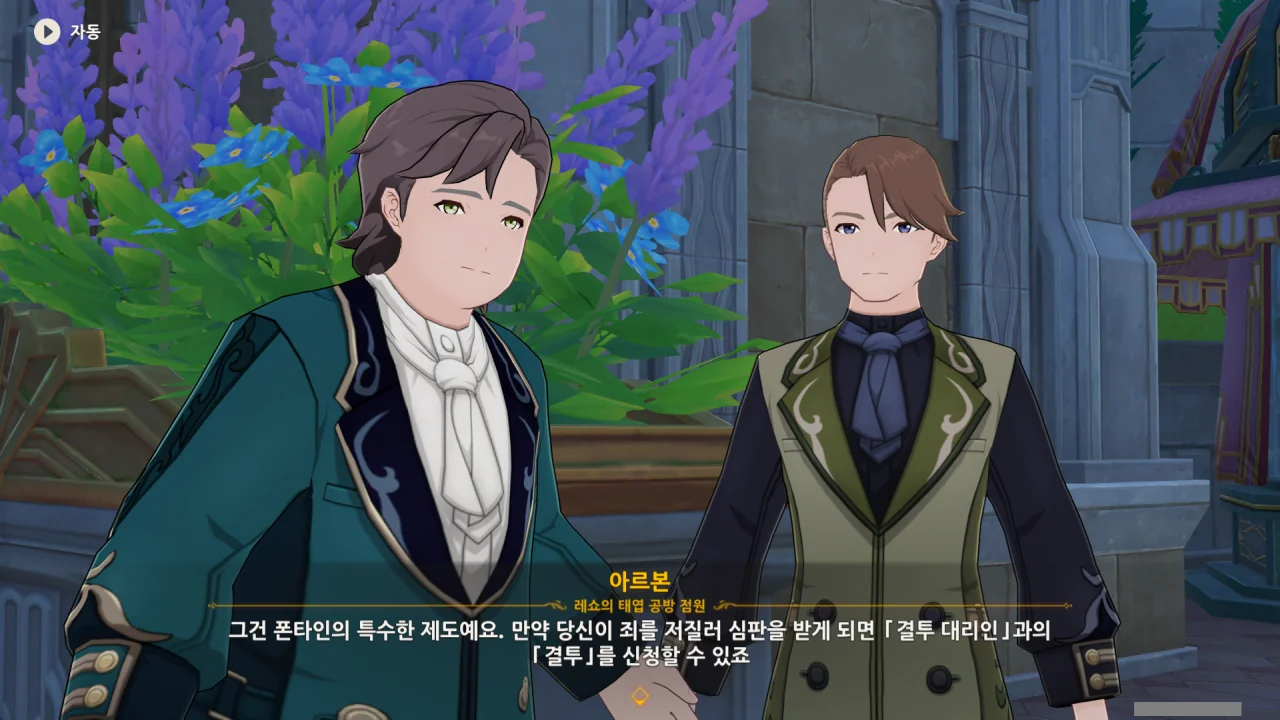 자동
아르본
레쇼의 태엽 공방 점원
그건 폰타인의 특수한 제도예요. 만약 당신이 죄를 저질러 심판을 받게 되면 「결투 대리인」과의
「결투」를 신청할 수 있죠